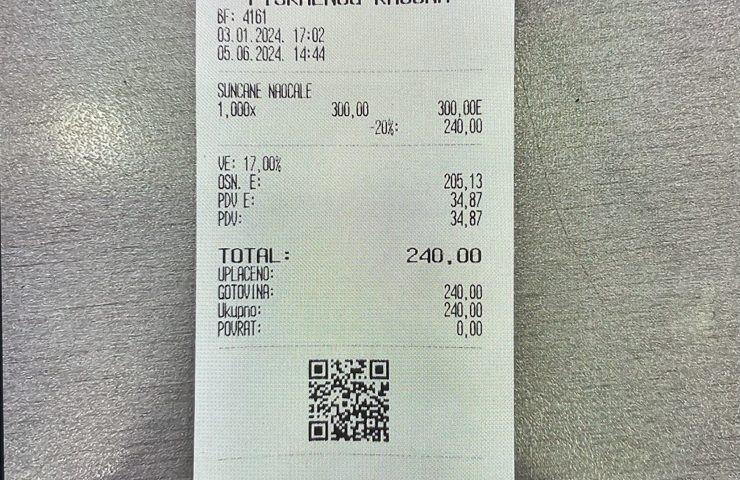 BF: 4161
03.01.2024. 17:02
05.06.2024. 14:44
SUNCANE NAOCALE
1,000x 300,00 300,00E
-20%: 240,00
VE: 17,00%
OSN. E: 205,13
PDV E: 34,87
PDV: 34,87
TOTAL: 240,00
UPLACENO:
GOTOVINA: 240,00
Ukupno: 240,00
POVRAT: 0,00